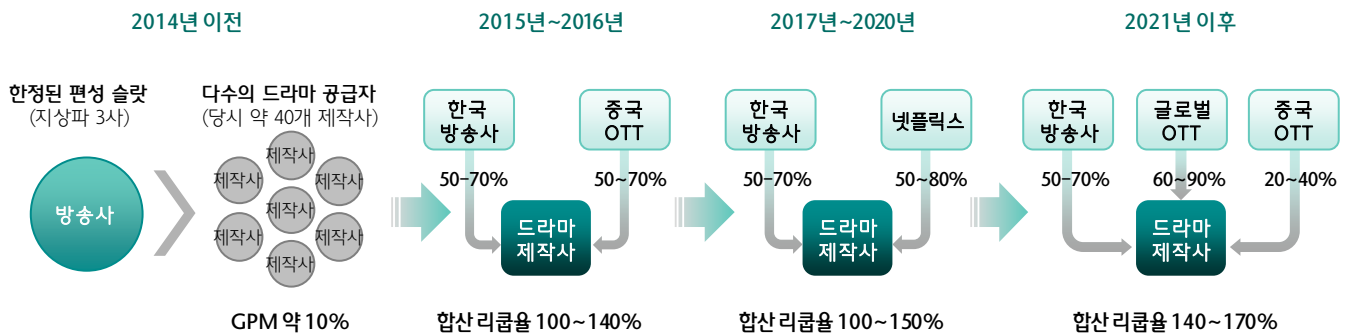 2014년 이전
한정된 편성 슬랏
(지상파 3사)
방송사
다수의 드라마 공급자
(당시 약 40개 제작사)
제작사
제작사
제작사
제작사
제작사
제작사
제작사
GPM 약 10%
2015년~2016년
한국
방송사
중국
OTT
50-70%
50~70%
드라마
제작사
합산 리쿱율 100~140%
2017년~2020년
한국
방송사
넷플릭스
50-70%
50~80%
드라마
제작사
합산 리쿱율 100~150%
2021년 이후
한국
방송사
글로벌
OTT
중국
OTT
50-70%
60~90%
20~40%
드라마
제작사
합산 리쿱율 140~170%